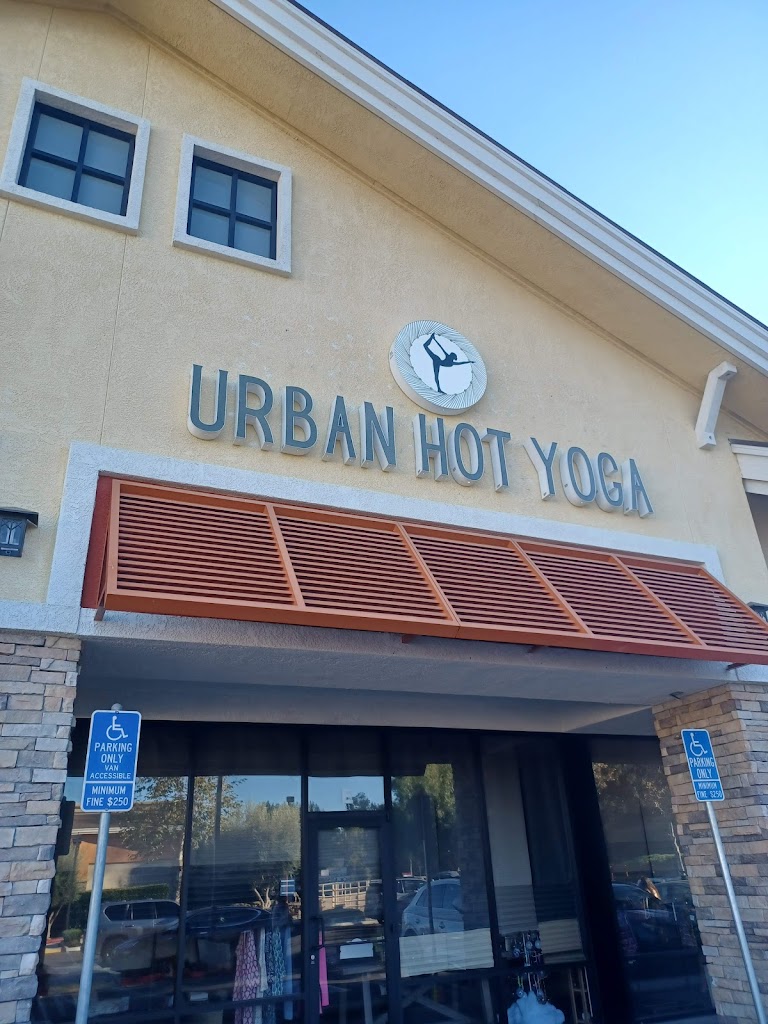 URBAN HOT YOGA
PARKING
ONLY
VAN
ACCESSIBLE
MINIMUM
FINE $250
PARKING
ONLY
MINIMUM
FINE $250